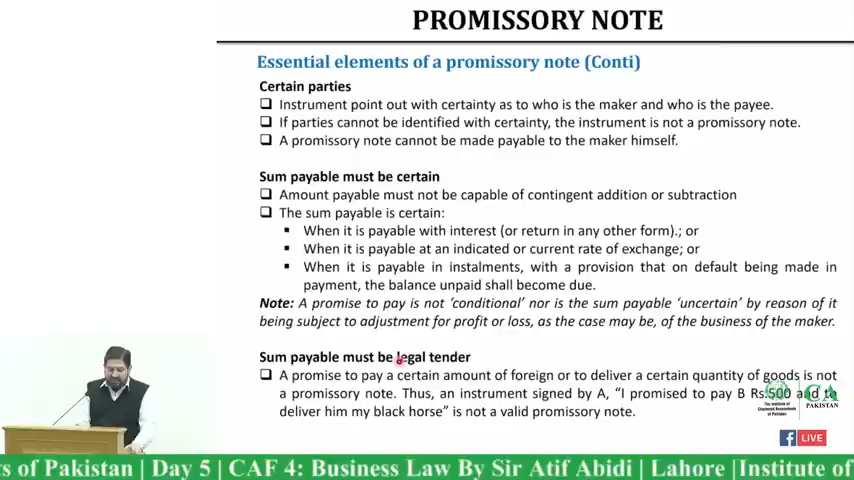 PROMISSORY NOTE
Essential elements of a promissory note (Conti)
Certain parties
Instrument point out with certainty as to who is the maker and who is the payee.
If parties cannot be identified with certainty, the instrument is not a promissory note.
A promissory note cannot be made payable to the maker himself.
Sum payable must be certain
Amount payable must not be capable of contingent addition or subtraction
The sum payable is certain:
When it is payable with interest (or return in any other form).; or
When it is payable at an indicated or current rate of exchange; or
When it is payable in instalments, with a provision that on default being made in
payment, the balance unpaid shall become due.
Note: A promise to pay is not ‘conditional’ nor is the sum payable ‘uncertain’ by reason of it
being subject to adjustment for profit or loss, as the case may be, of the business of the maker.
Sum payable must be legal tender
A promise to pay a certain amount of foreign or to deliver a certain quantity of goods is not
a promissory note. Thus, an instrument signed by A, “I promised to pay B Rs.500 and to
deliver him my black horse” is not a valid promissory note.
The Institute of
Chartered Accountants
of Pakistan
CA
PAKISTAN
f LIVE
ts of Pakistan | Day 5 | CAF 4: Business Law By Sir Atif Abidi | Lahore |Institute of